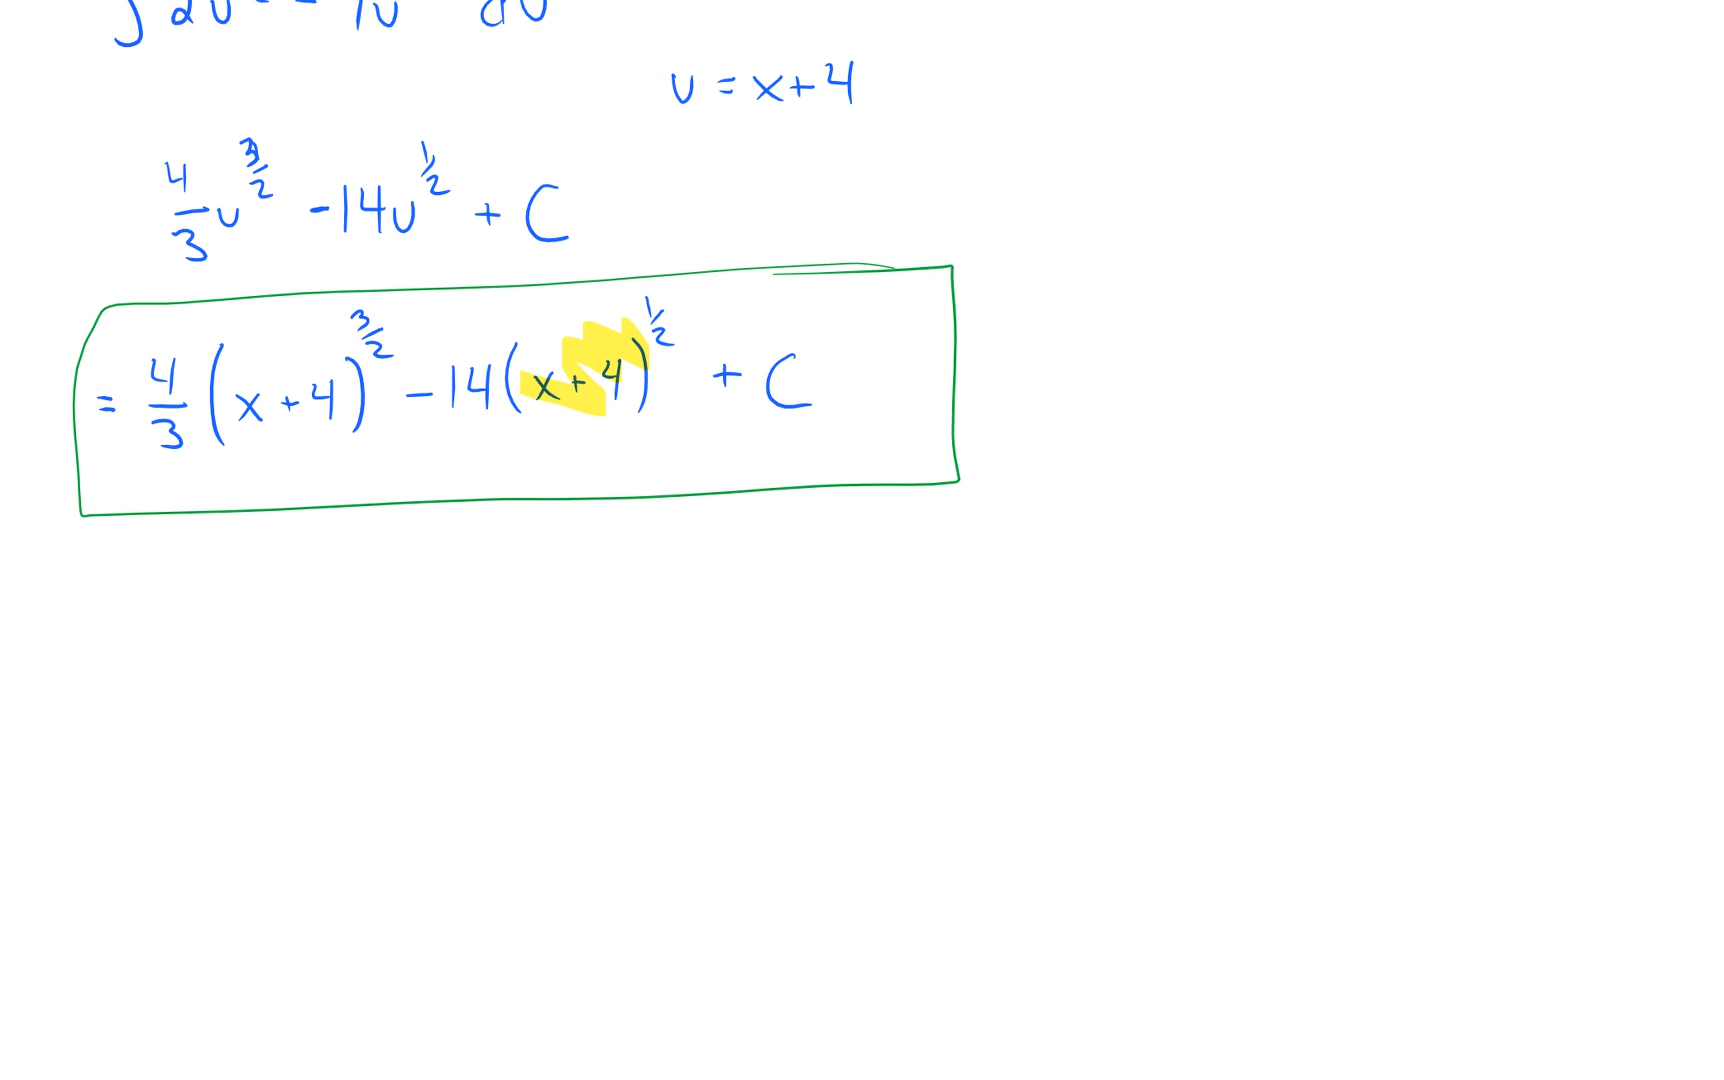 u = x+4
4/3 u^3/2 -14u^1/2 + C
= 4/3 (x+4)^3/2 - 14(x+4)^1/2 + C